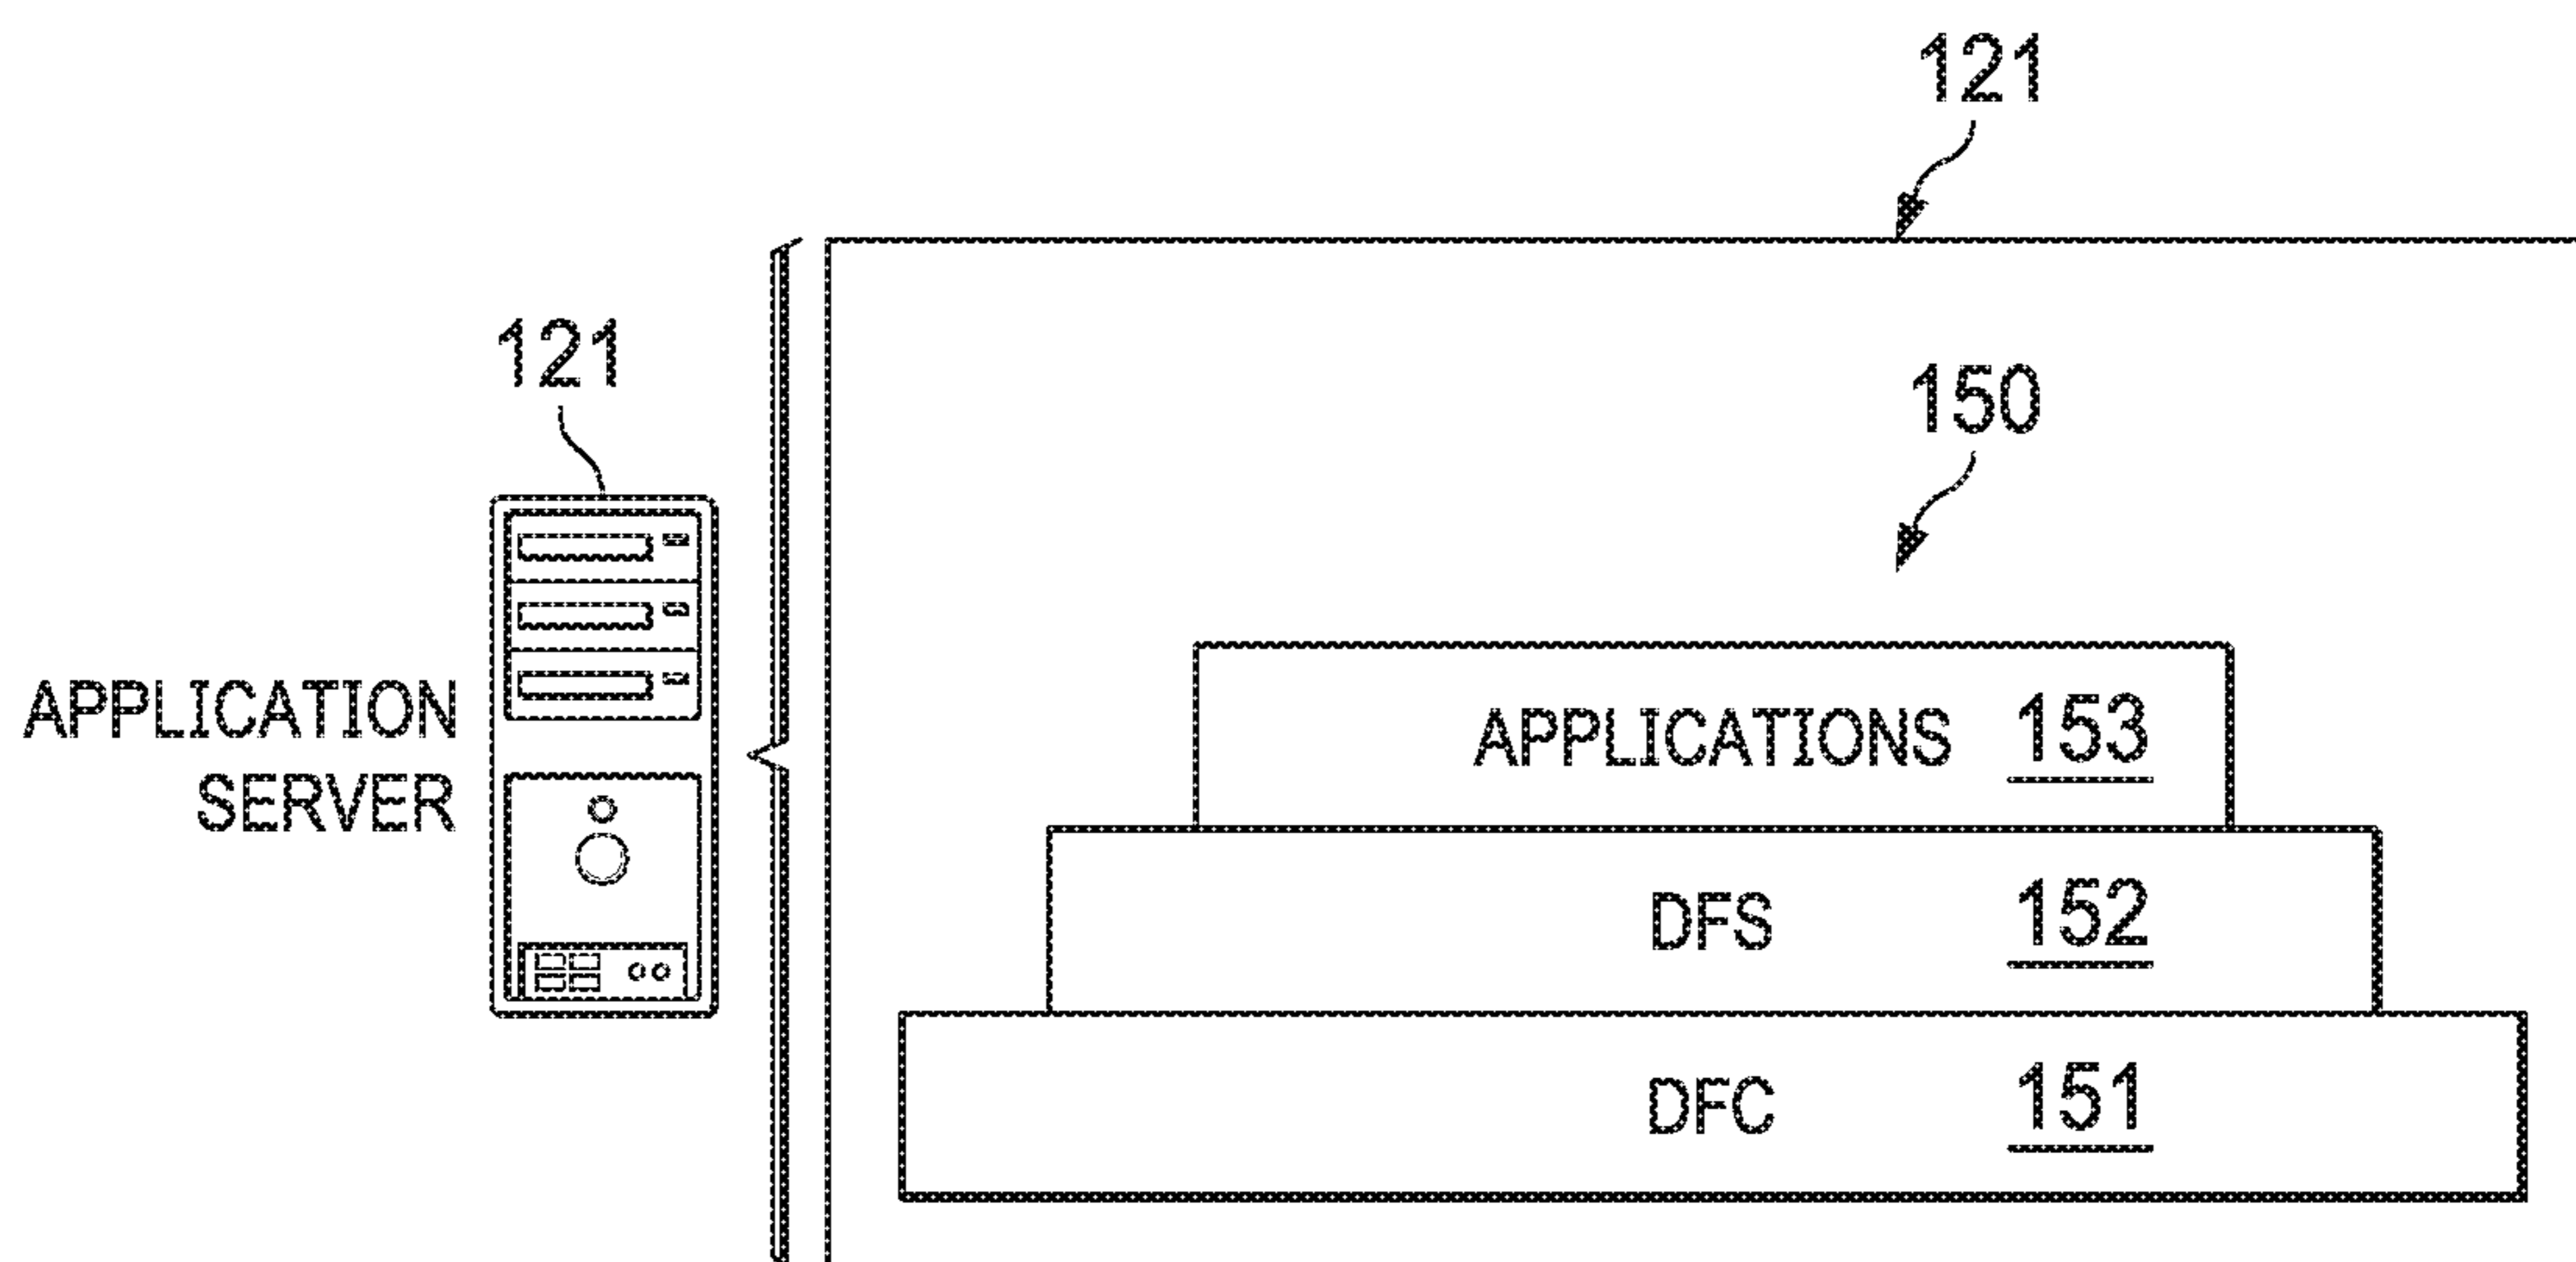 121
121
150
APPLICATION
SERVER
APPLICATIONS 153
DFS 152
DFC 151